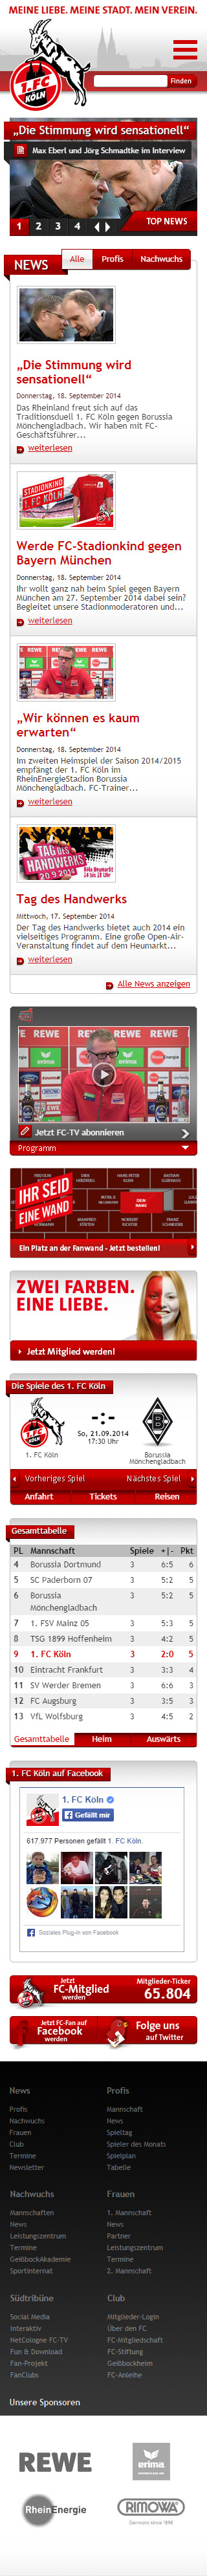 MEINE LIEBE. MEINE STADT. MEIN VEREIN.
1.FC
KÖLN
Finden
„Die Stimmung wird sensationell“
Max Eberl und Jörg Schmadtke im Interview
1 2 3 4
TOP NEWS
NEWS
Alle Profis Nachwuchs
„Die Stimmung wird
sensationell“
Donnerstag, 18. September 2014
Das Rheinland freut sich auf das
Traditionsduell 1. FC Köln gegen Borussia
Mönchengladbach. Wir haben mit FC-
Geschäftsführer...
weiterlesen
STADIONKIND
1. FC KÖLN
Werde FC-Stadionkind gegen
Bayern München
Donnerstag, 18. September 2014
Ihr wollt ganz nah beim Spiel gegen Bayern
München am 27. September 2014 dabei sein?
Begleitet unsere Stadionmoderatoren und...
weiterlesen
„Wir können es kaum
erwarten“
Donnerstag, 18. September 2014
Im zweiten Heimspiel der Saison 2014/2015
empfängt der 1. FC Köln im
RheinEnergieStadion Borussia
Mönchengladbach. FC-Trainer...
weiterlesen
TAG DES
HANDWERKS
20.9.2014
Tag des Handwerks
Mittwoch, 17. September 2014
Der Tag des Handwerks bietet auch 2014 ein
vielseitiges Programm. Eine große Open-Air-
Veranstaltung findet auf dem Heumarkt...
weiterlesen
Alle News anzeigen
REWE
Jetzt FC-TV abonnieren
Programm
IHR SEID
EINE WAND
DEIN
NAME
Ein Platz an der Fanwand - Jetzt bestellen!
ZWEI FARBEN.
EINE LIEBE.
Jetzt Mitglied werden!
Die Spiele des 1. FC Köln
-:-
So, 21.09.2014
17:30 Uhr
1. FC Köln
Borussia
Mönchengladbach
Vorheriges Spiel Nächstes Spiel
Anfahrt Tickets Reisen
Gesamttabelle
PL Mannschaft Spiele +|- Pkt
4 Borussia Dortmund 3 6:5 6
5 SC Paderborn 07 3 5:2 5
6 Borussia Mönchengladbach 3 5:2 5
7 1. FSV Mainz 05 3 5:3 5
8 TSG 1899 Hoffenheim 3 4:2 5
9 1. FC Köln 3 2:0 5
10 Eintracht Frankfurt 3 3:3 4
11 SV Werder Bremen 3 6:6 3
12 FC Augsburg 3 3:5 3
13 VfL Wolfsburg 3 4:5 2
Gesamttabelle Heim Auswärts
1. FC Köln auf Facebook
1. FC Köln
Gefällt mir
617.977 Personen gefällt 1. FC Köln.
Soziales Plug-in von Facebook
Jetzt
FC-Mitglied
werden
Mitglieder-Ticker
65.804
Jetzt FC-Fan auf
Facebook
werden
Folge uns
auf Twitter
News
Profis
Nachwuchs
Frauen
Club
Termine
Newsletter
Profis
Mannschaft
News
Spieltag
Spieler des Monats
Spielplan
Tabelle
Nachwuchs
Mannschaften
News
Leistungszentrum
Termine
GeißbockAkademie
Sportinternat
Frauen
1. Mannschaft
News
Partner
Leistungszentrum
Termine
2. Mannschaft
Südtribüne
Social Media
Interaktiv
NetCologne FC-TV
Fun & Download
Fan-Projekt
FanClubs
Club
Mitglieder-Login
Über den FC
FC-Mitgliedschaft
FC-Stiftung
Geißbockheim
FC-Anleihe
Unsere Sponsoren
REWE
erima
RheinEnergie
RIMOWA
Germany since 1898